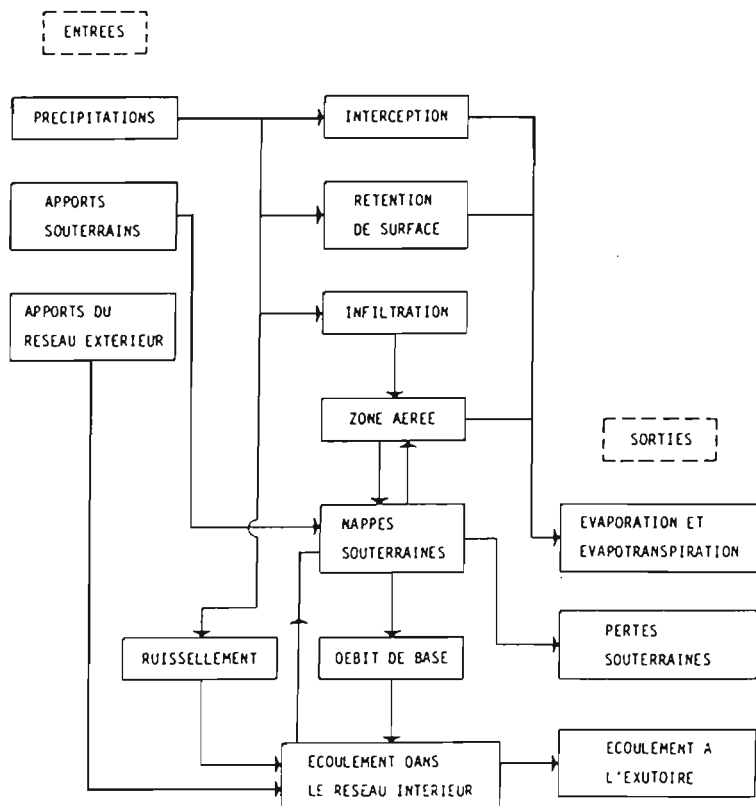 ENTREES
PRECIPITATIONS
INTERCEPTION
APPORTS
SOUTERRAINS
RETENTION
DE SURFACE
APPORTS DU
RESEAU EXTERIEUR
INFILTRATION
ZONE AEREE
SORTIES
NAPPES
SOUTERRAINES
EVAPORATION ET
EVAPOTRANSPIRATION
RUISSELLEMENT
DEBIT DE BASE
PERTES
SOUTERRAINES
ECOULEMENT DANS
LE RESEAU INTERIEUR
ECOULEMENT A
L'EXUTOIRE